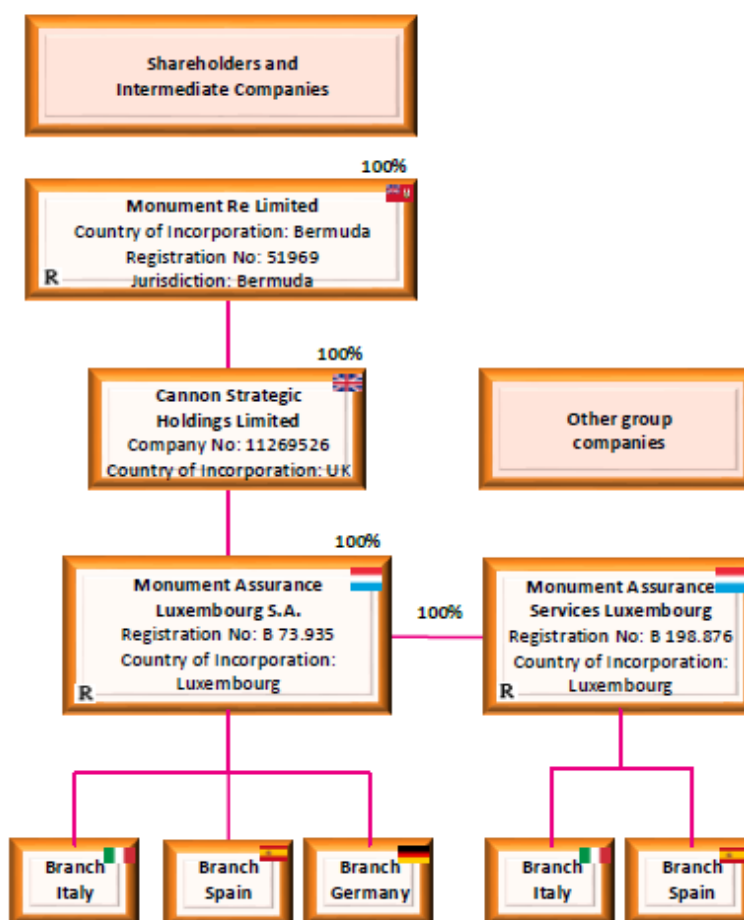 Shareholders and
Intermediate Companies
100%
Monument Re Limited
Country of Incorporation: Bermuda
Registration No: 51969
Jurisdiction: Bermuda
R
100%
Cannon Strategic
Holdings Limited
Company No: 11269526
Country of Incorporation: UK
Other group
companies
100%
Monument Assurance
Luxembourg S.A.
Registration No: B 73.935
Country of Incorporation:
Luxembourg
R
100%
Monument Assurance
Services Luxembourg
Registration No: B 198.876
Country of Incorporation:
Luxembourg
R
Branch
Italy
Branch
Spain
Branch
Germany
Branch
Italy
Branch
Spain